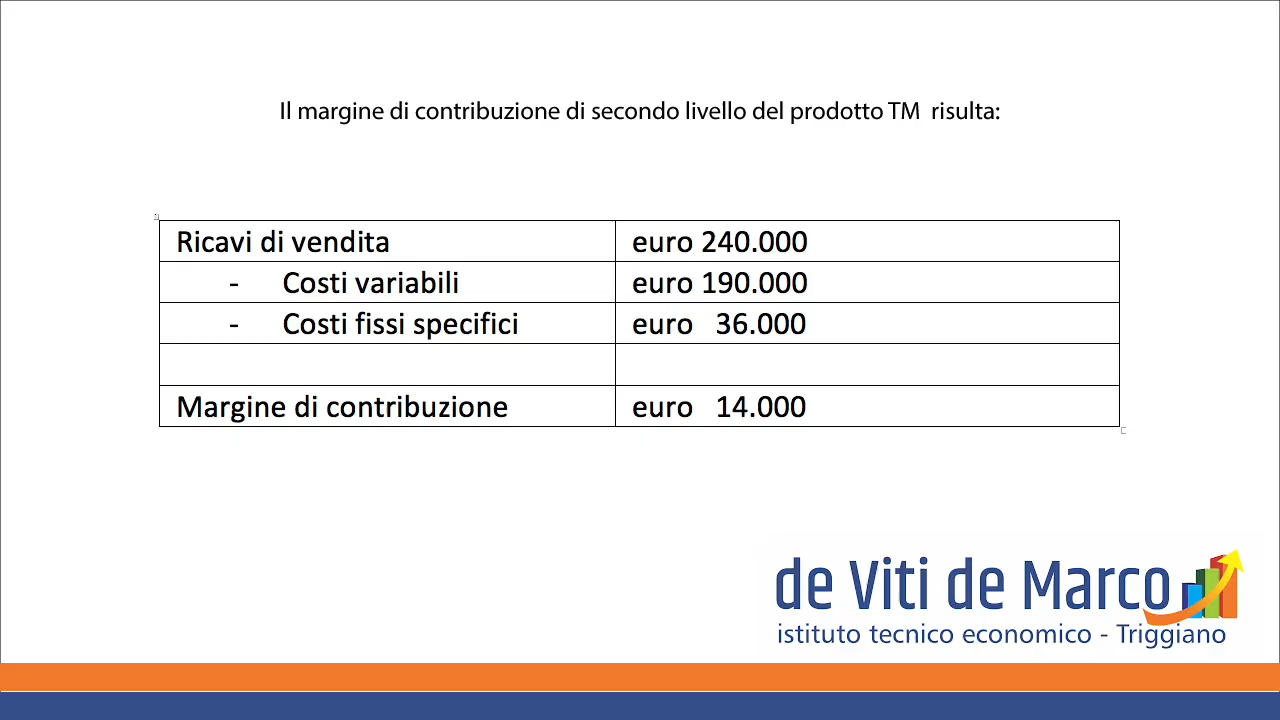 Il margine di contribuzione di secondo livello del prodotto TM risulta:
Ricavi di vendita euro 240.000
- Costi variabili euro 190.000
- Costi fissi specifici euro 36.000
Margine di contribuzione euro 14.000
de Viti de Marco
istituto tecnico economico - Triggiano